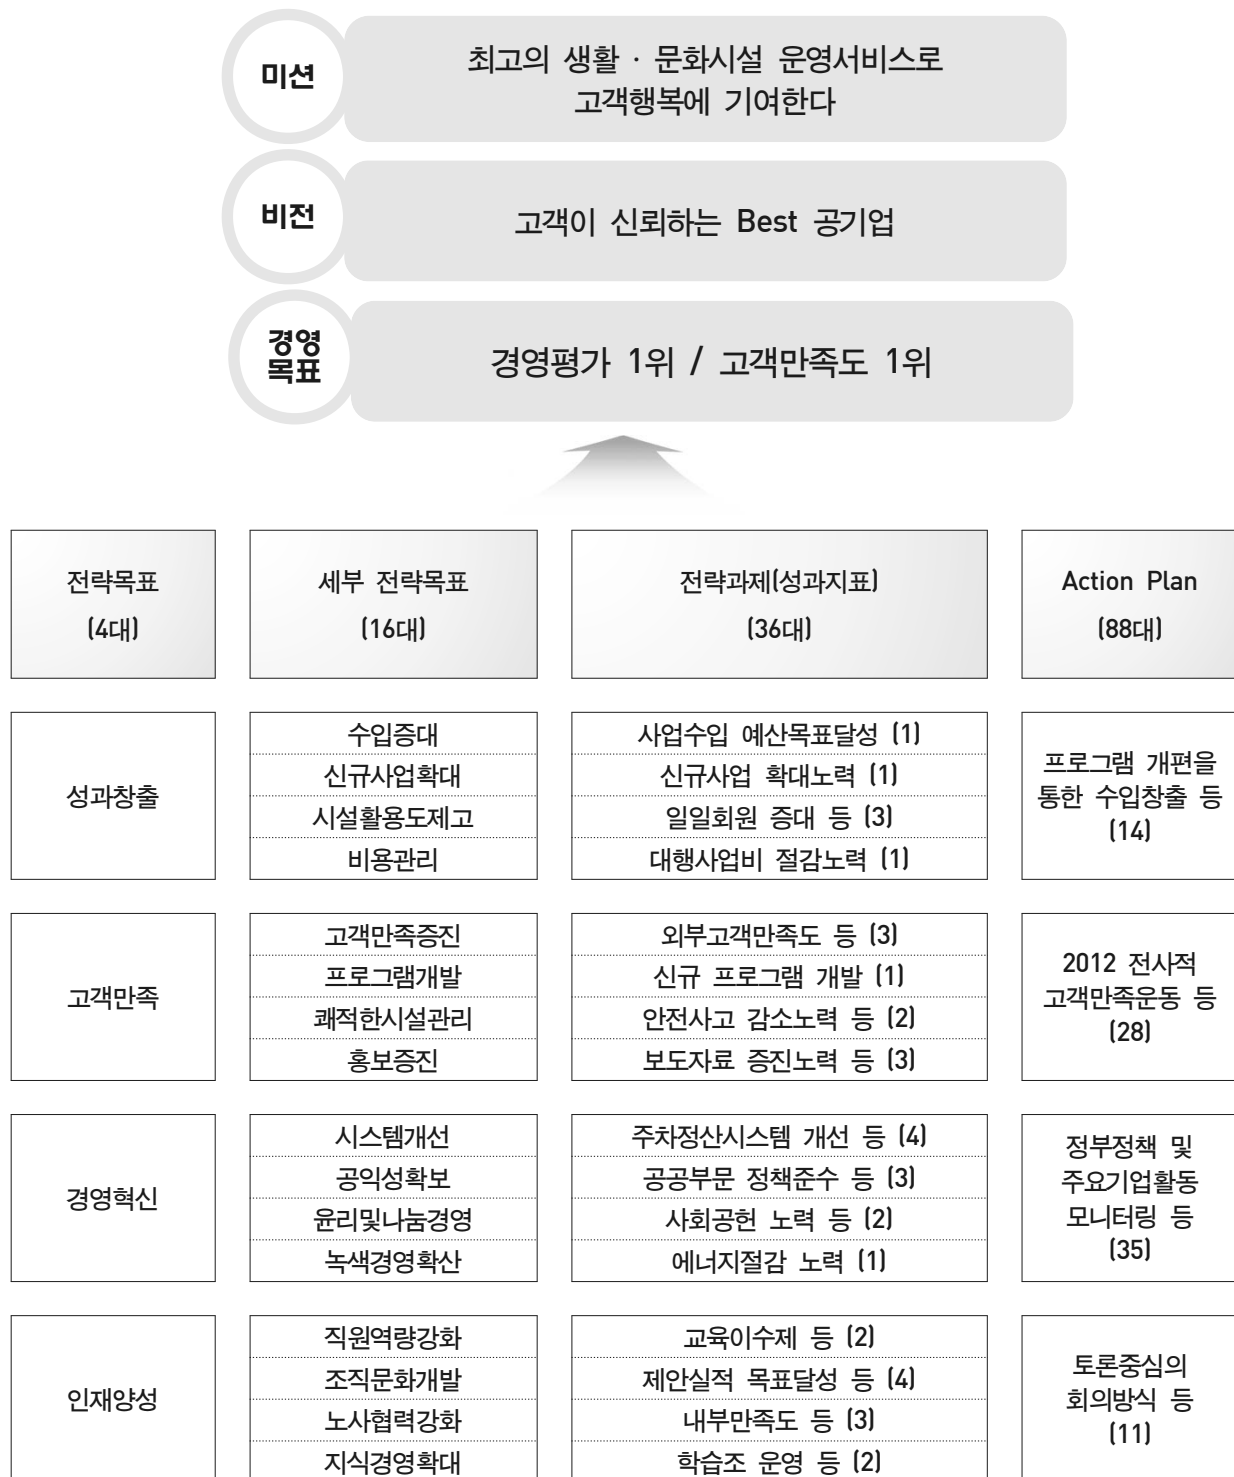 미션
최고의 생활 · 문화시설 운영서비스로
고객행복에 기여한다
비전
고객이 신뢰하는 Best 공기업
경영
목표
경영평가 1위 / 고객만족도 1위
전략목표
(4대)
세부 전략목표
(16대)
전략과제(성과지표)
(36대)
Action Plan
(88대)
성과창출
수입증대
신규사업확대
시설활용도제고
비용관리
사업수입 예산목표달성 (1)
신규사업 확대노력 (1)
일일회원 증대 등 (3)
대행사업비 절감노력 (1)
프로그램 개편을
통한 수입창출 등
(14)
고객만족
고객만족증진
프로그램개발
쾌적한시설관리
홍보증진
외부고객만족도 등 (3)
신규 프로그램 개발 (1)
안전사고 감소노력 등 (2)
보도자료 증진노력 등 (3)
2012 전사적
고객만족운동 등
(28)
경영혁신
시스템개선
공익성확보
윤리및나눔경영
녹색경영확산
주차정산시스템 개선 등 (4)
공공부문 정책준수 등 (3)
사회공헌 노력 등 (2)
에너지절감 노력 (1)
정부정책 및
주요기업활동
모니터링 등
(35)
인재양성
직원역량강화
조직문화개발
노사협력강화
지식경영확대
교육이수제 등 (2)
제안실적 목표달성 등 (4)
내부만족도 등 (3)
학습조 운영 등 (2)
토론중심의
회의방식 등
(11)